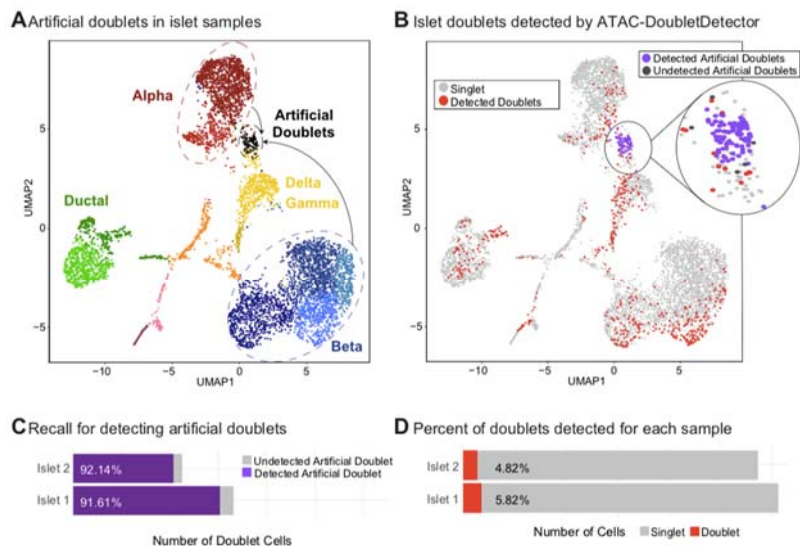 A Artificial doublets in islet samples
Alpha
Artificial
Doublets
Ductal
Delta
Gamma
Beta
UMAP2
5
0
−5
−10
−5
0
5
UMAP1
B Islet doublets detected by ATAC-DoubletDetector
Detected Artificial Doublets
Undetected Artificial Doublets
Singlet
Detected Doublets
UMAP2
5
0
−5
−10
−5
0
5
UMAP1
C Recall for detecting artificial doublets
Islet 2
92.14%
Islet 1
91.61%
Undetected Artificial Doublet
Detected Artificial Doublet
Number of Doublet Cells
D Percent of doublets detected for each sample
Islet 2
4.82%
Islet 1
5.82%
Number of Cells
Singlet
Doublet